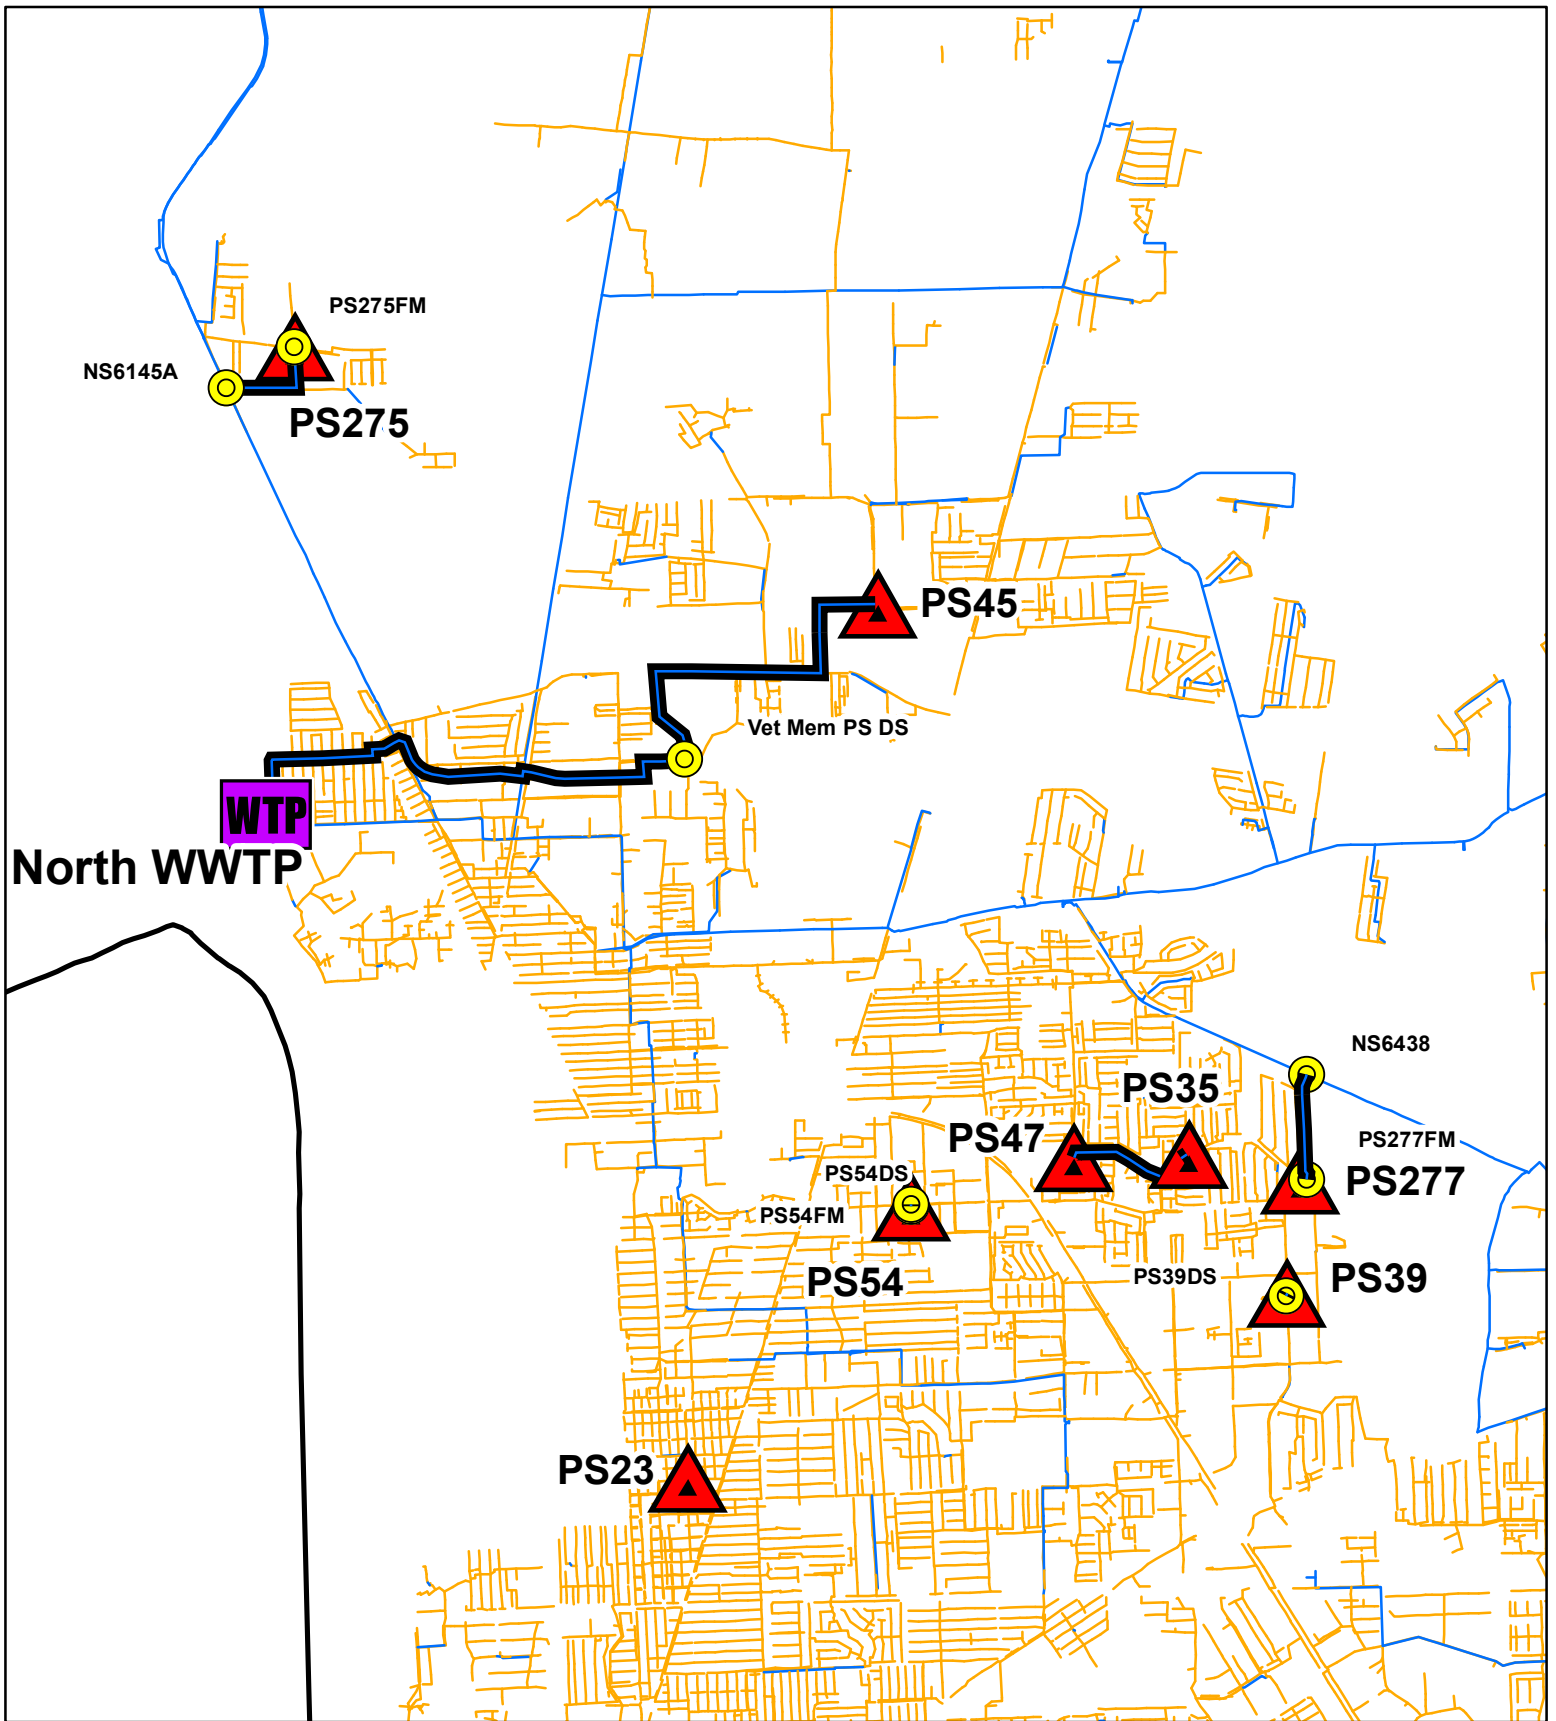 PS275FM
NS6145A
PS275
PS45
Vet Mem PS DS
WTP
North WWTP
NS6438
PS35
PS47
PS277FM
PS54DS
PS277
PS54FM
PS39DS
PS39
PS54
PS23